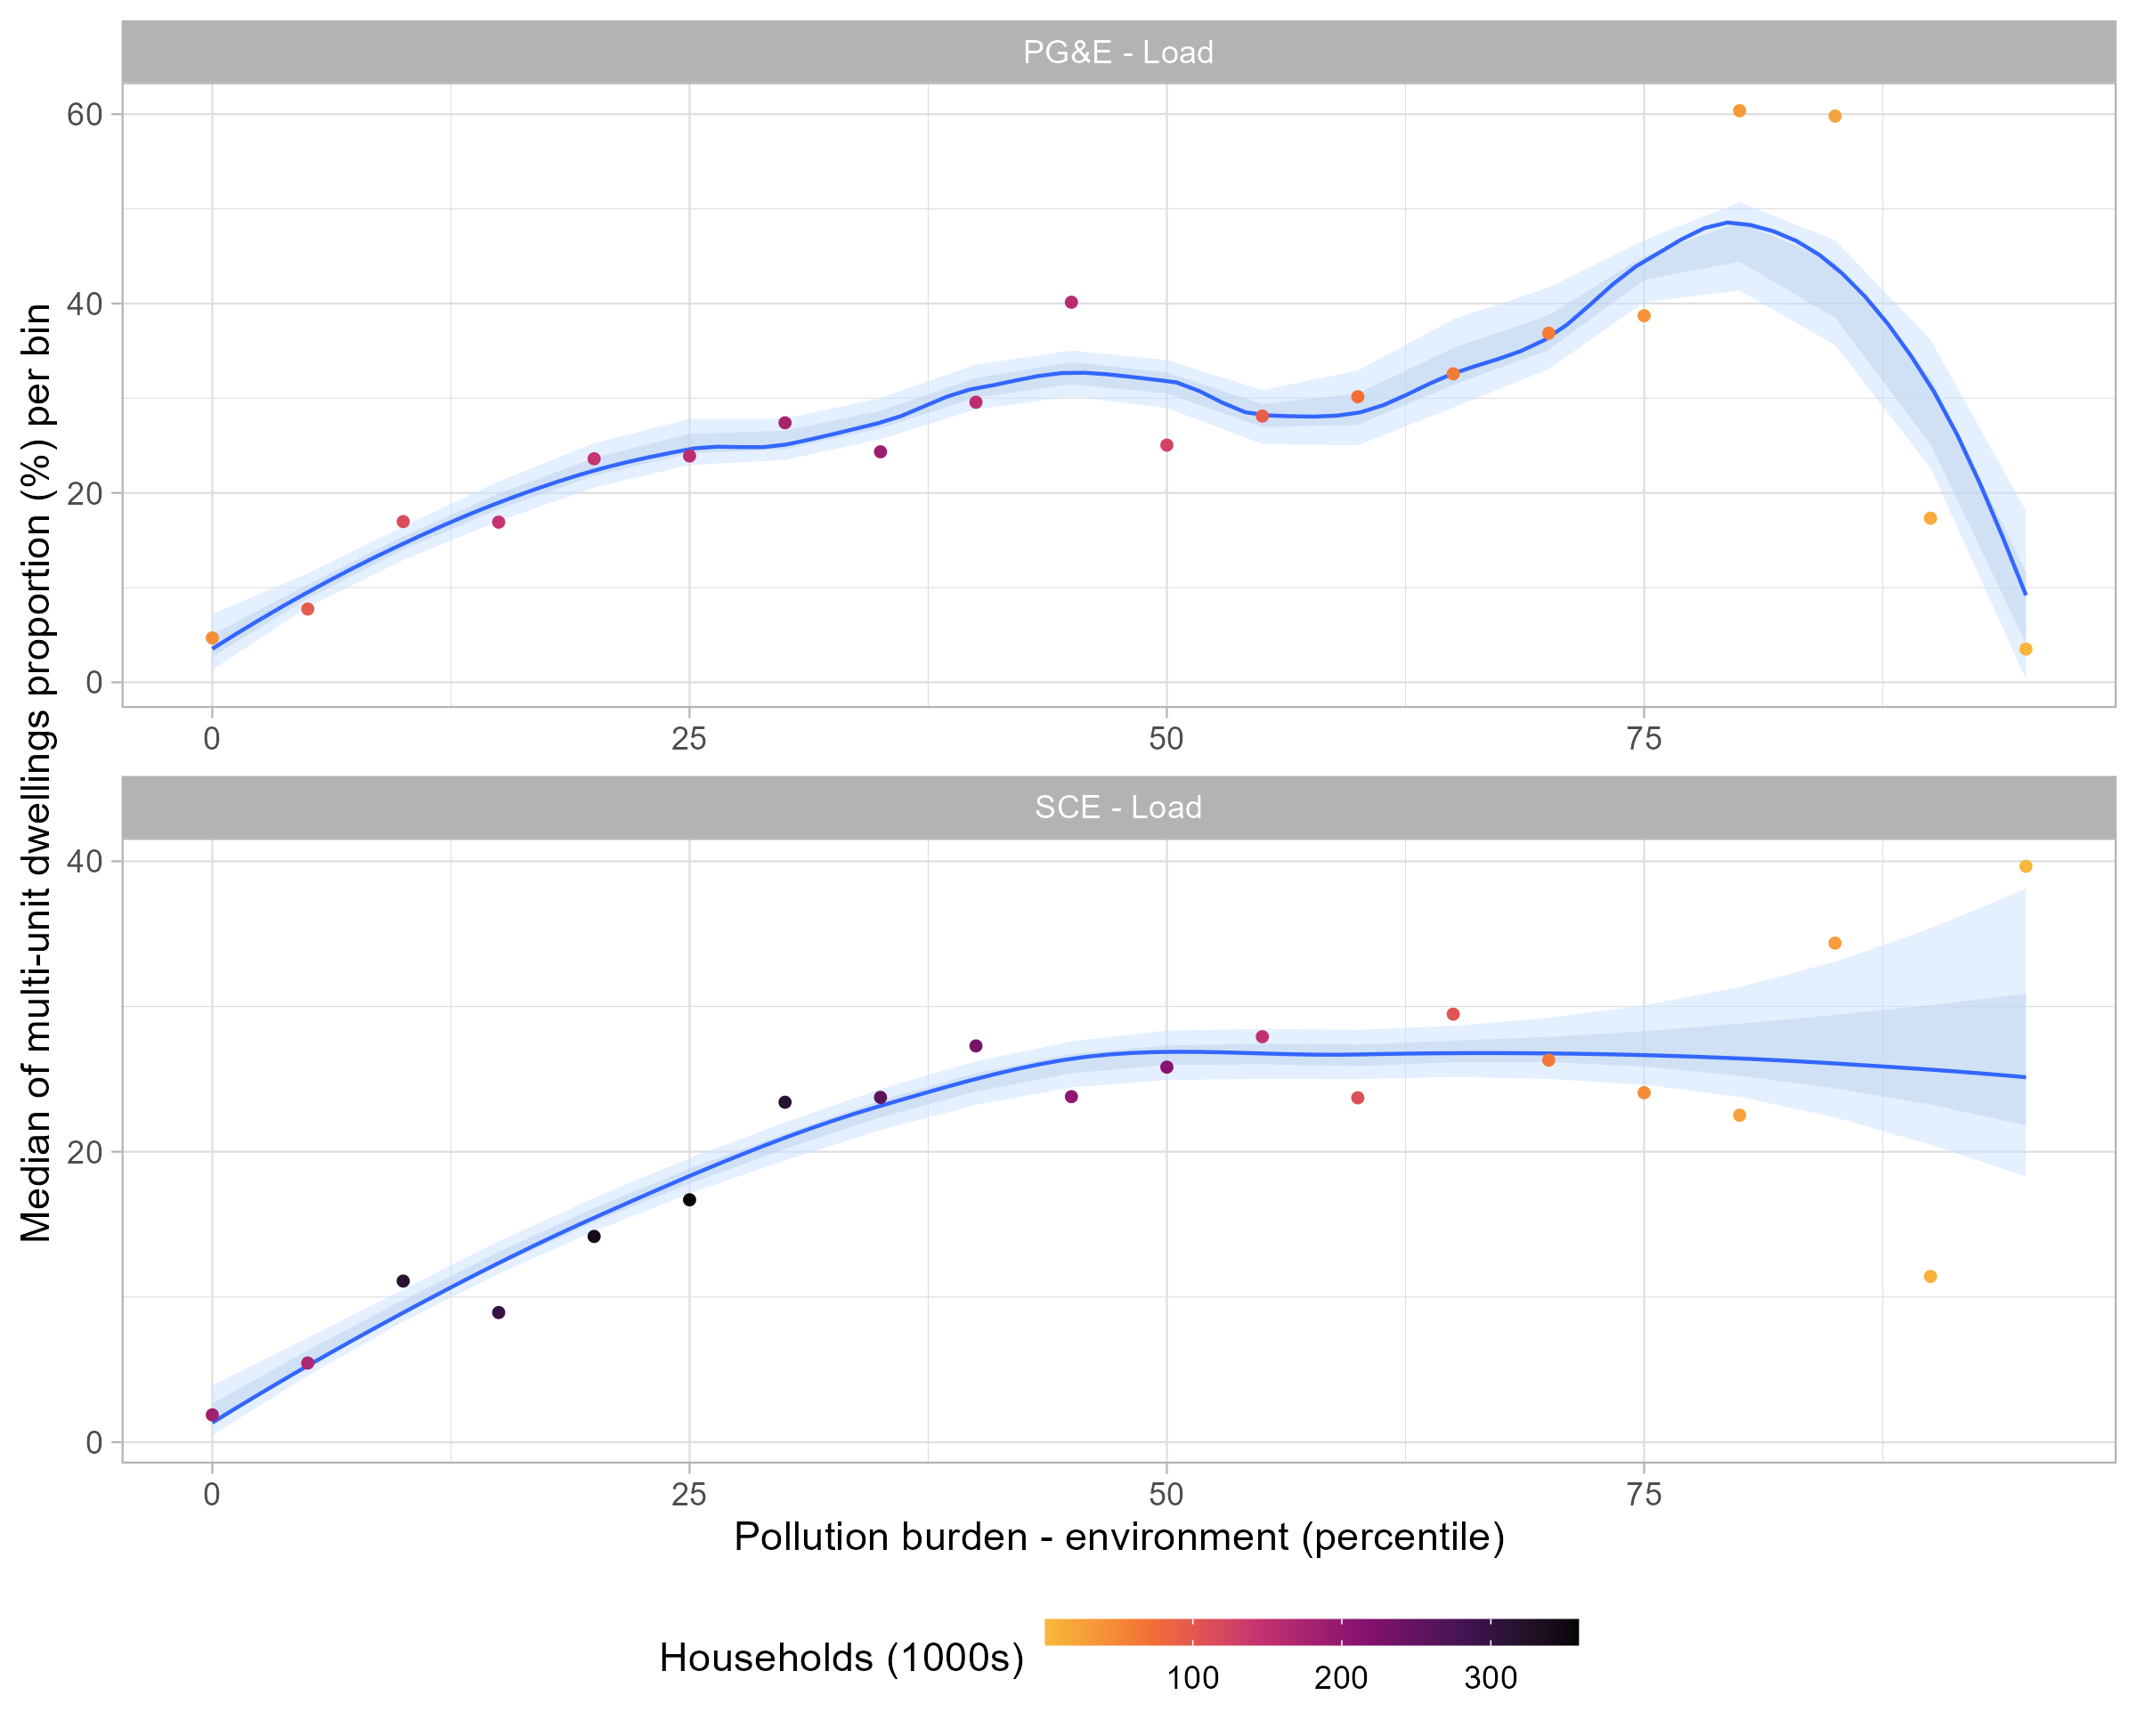 PG&E - Load
60
40
20
0
0 25 50 75
SCE - Load
40
20
0
0 25 50 75
Median of multi-unit dwellings proportion (%) per bin
Pollution burden - environment (percentile)
Households (1000s)
100 200 300